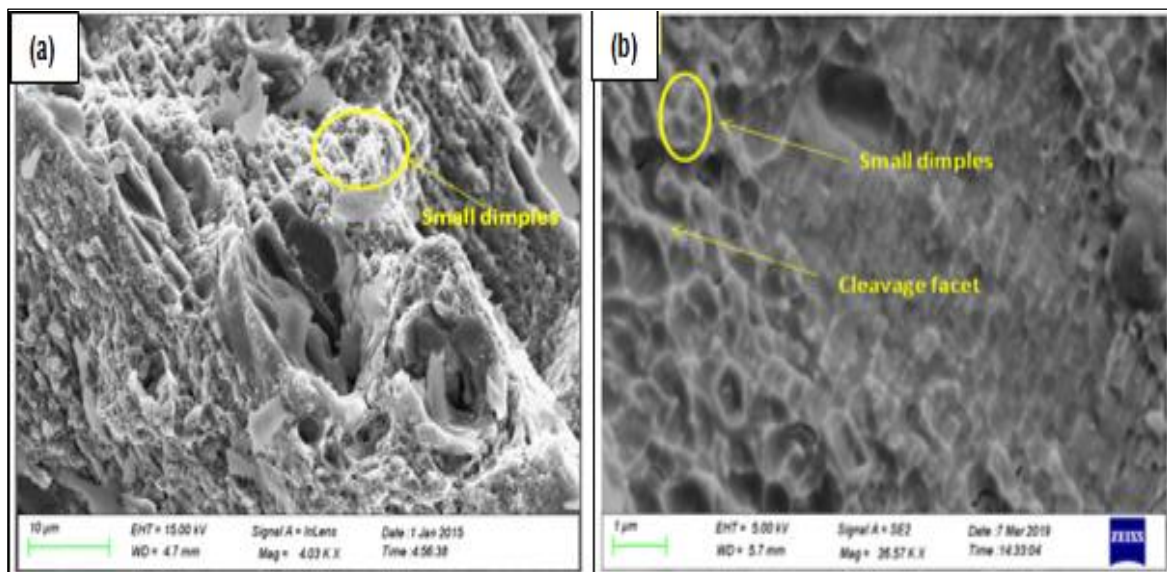 (a)
Small dimples
10 µm
EHT = 15.00 kV
Signal A = InLens
Date :1 Jan 2015
WD = 4.7 mm
Mag = 4.03 K X
Time :4:56:38
(b)
Small dimples
Cleavage facet
1 µm
EHT = 5.00 kV
Signal A = SE2
Date :7 Mar 2019
WD = 5.7 mm
Mag = 35.57 K X
Time :14:33:04
ZEISS